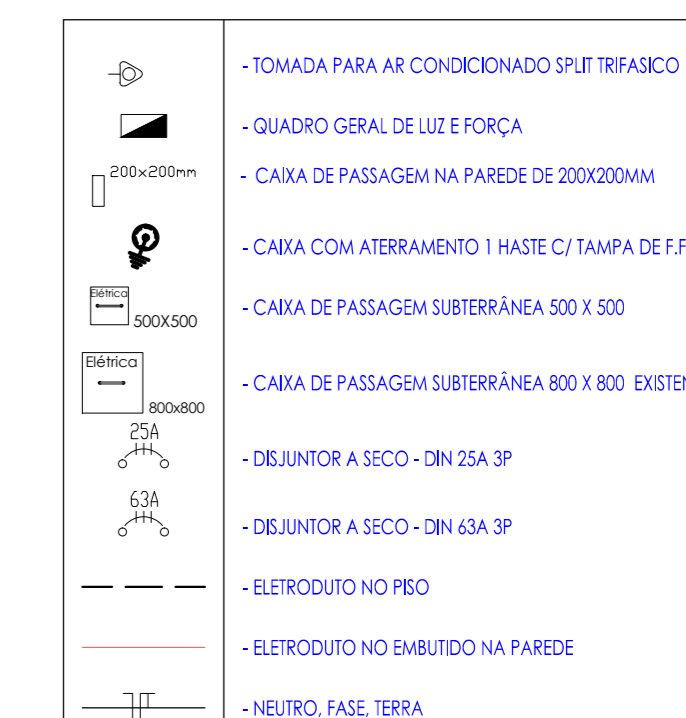 - TOMADA PARA AR CONDICIONADO SPLIT TRIFASICO
- QUADRO GERAL DE LUZ E FORÇA
200x200mm
- CAIXA DE PASSAGEM NA PAREDE DE 200X200MM
- CAIXA COM ATERRAMENTO 1 HASTE C/ TAMPA DE F.F
Elétrica
500X500
- CAIXA DE PASSAGEM SUBTERRÂNEA 500 X 500
Elétrica
800x800
- CAIXA DE PASSAGEM SUBTERRÂNEA 800 X 800
25A
- DISJUNTOR A SECO - DIN 25A 3P
63A
- DISJUNTOR A SECO - DIN 63A 3P
- ELETRODUTO NO PISO
- ELETRODUTO NO EMBUTIDO NA PAREDE
- NEUTRO, FASE, TERRA